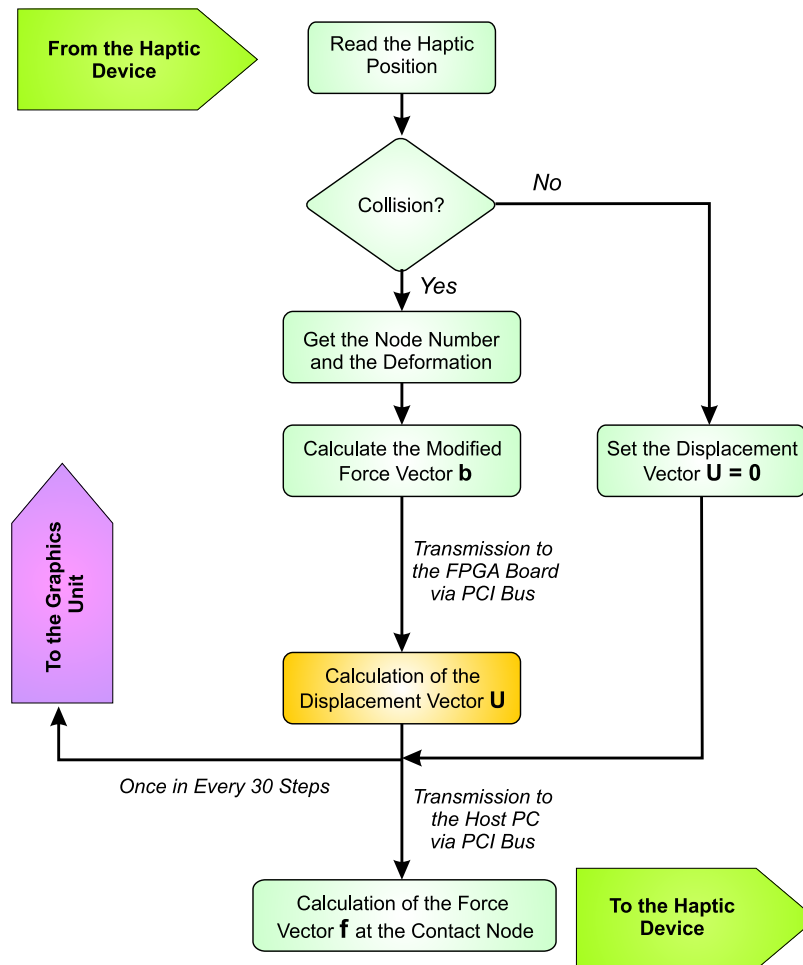 From the Haptic
Device
Read the Haptic
Position
Collision?
No
Yes
Get the Node Number
and the Deformation
Calculate the Modified
Force Vector b
Set the Displacement
Vector U = 0
Transmission to
the FPGA Board
via PCI Bus
To the Graphics
Unit
Calculation of the
Displacement Vector U
Once in Every 30 Steps
Transmission to
the Host PC
via PCI Bus
Calculation of the Force
Vector f at the Contact Node
To the Haptic
Device